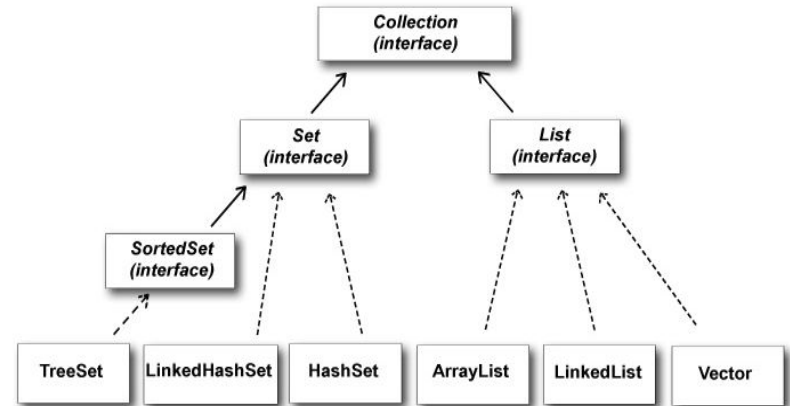 Collection
(interface)
Set
(interface)
List
(interface)
SortedSet
(interface)
TreeSet
LinkedHashSet
HashSet
ArrayList
LinkedList
Vector